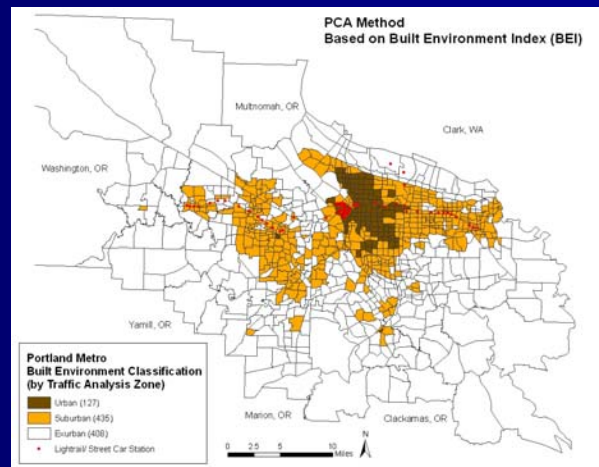 PCA Method
Based on Built Environment Index (BEI)
Multnomah, OR
Clark, WA
Washington, OR
Yamill, OR
Marion, OR
Clackamas, OR
Portland Metro
Built Environment Classification
(by Traffic Analysis Zone)
Urban (127)
Suburban (435)
Exurban (408)
Lightrail/ Street Car Station
0 2.5 5 10
Miles
N